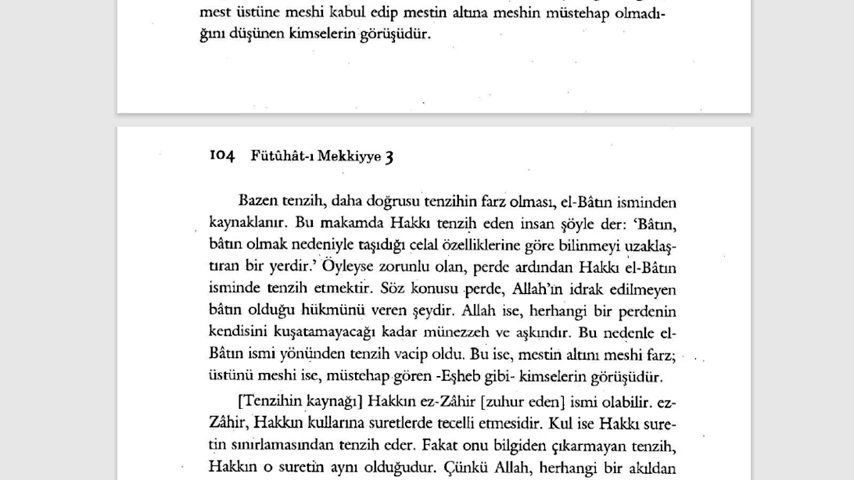 mest üstüne meshi kabul edip mestin altına meshin müstehap olmadı-
ğını düşünen kimselerin görüşüdür.
104 Fütûhât-ı Mekkiyye 3
Bazen tenzih, daha doğrusu tenzihin farz olması, el-Bâtın isminden
kaynaklanır. Bu makamda Hakkı tenzih eden insan şöyle der: ‘Bâtın,
bâtın olmak nedeniyle taşıdığı celal özelliklerine göre bilinmeyi uzaklaş-
tıran bir yerdir.’ Öyleyse zorunlu olan, perde ardından Hakkı el-Bâtın
isminde tenzih etmektir. Söz konusu perde, Allah’ın idrak edilmeyen
bâtın olduğu hükmünü veren şeydir. Allah ise, herhangi bir perdenin
kendisini kuşatamayacağı kadar münezzeh ve aşkındır. Bu nedenle el-
Bâtın ismi yönünden tenzih vacip oldu. Bu ise, mestin altını meshi farz;
üstünü meshi ise, müstehap gören -Eşheb gibi- kimselerin görüşüdür.
[Tenzihin kaynağı] Hakkın ez-Zâhir [zuhur eden] ismi olabilir. ez-
Zâhir, Hakkın kullarına suretlerde tecelli etmesidir. Kul ise Hakkı sure-
tin sınırlamasından tenzih eder. Fakat onu bilgiden çıkarmayan tenzih,
Hakkın o suretin aynı olduğudur. Çünkü Allah, herhangi bir akıldan